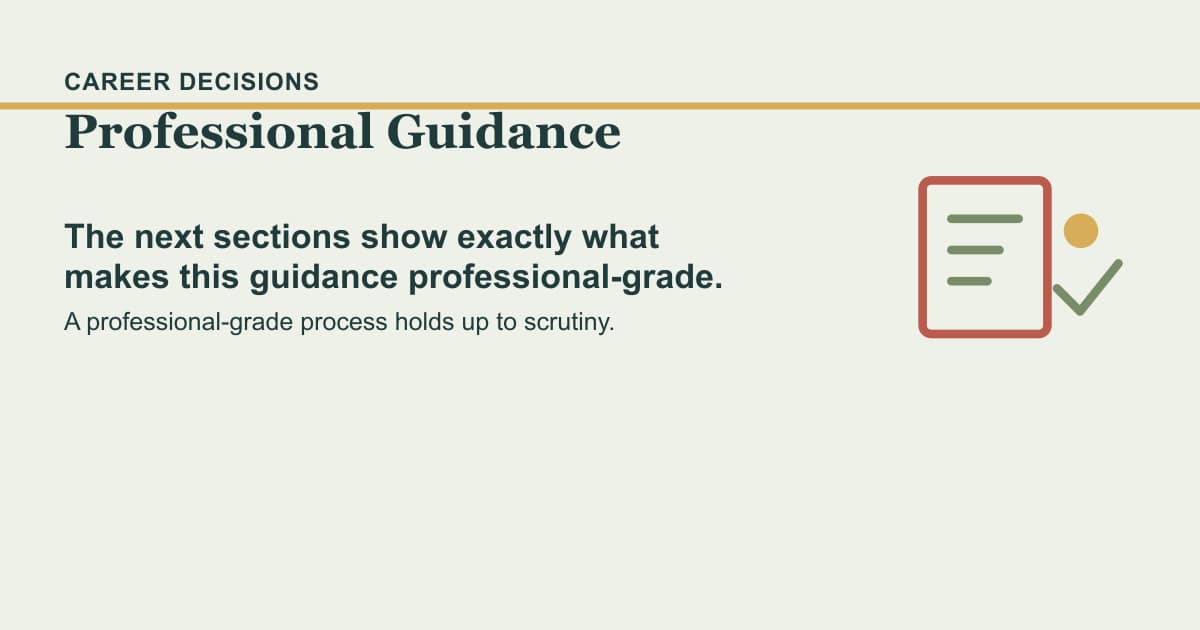 CAREER DECISIONS
Professional Guidance
The next sections show exactly what
makes this guidance professional-grade.
A professional-grade process holds up to scrutiny.